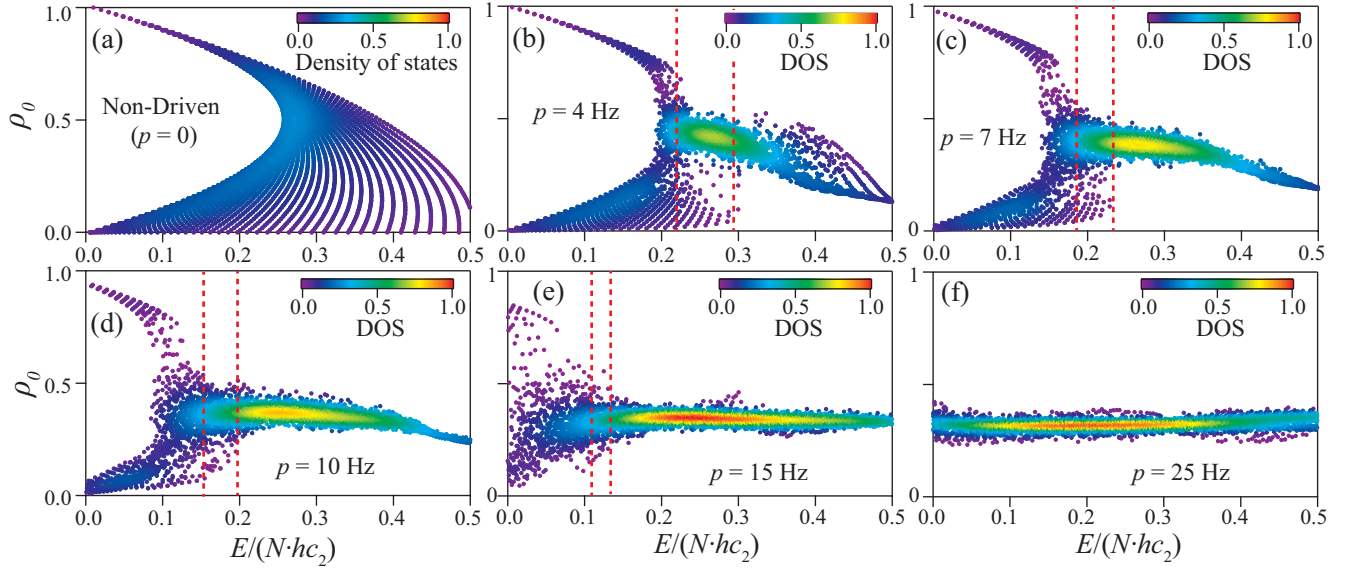 (a)
0.0 0.5 1.0
Density of states
Non-Driven
(p = 0)
1.0
0.5
0.0
ρ0
0.0 0.1 0.2 0.3 0.4 0.5
(b)
0.0 0.5 1.0
DOS
p = 4 Hz
1
0
0.0 0.1 0.2 0.3 0.4 0.5
(c)
0.0 0.5 1.0
DOS
p = 7 Hz
1
0
0.0 0.1 0.2 0.3 0.4 0.5
(d)
0.0 0.5 1.0
DOS
p = 10 Hz
1.0
0.5
0.0
ρ0
0.0 0.1 0.2 0.3 0.4 0.5
E/(N·hc2)
(e)
0.0 0.5 1.0
DOS
p = 15 Hz
1
0
0.0 0.1 0.2 0.3 0.4 0.5
E/(N·hc2)
(f)
0.0 0.5 1.0
DOS
p = 25 Hz
1
0
0.0 0.1 0.2 0.3 0.4 0.5
E/(N·hc2)